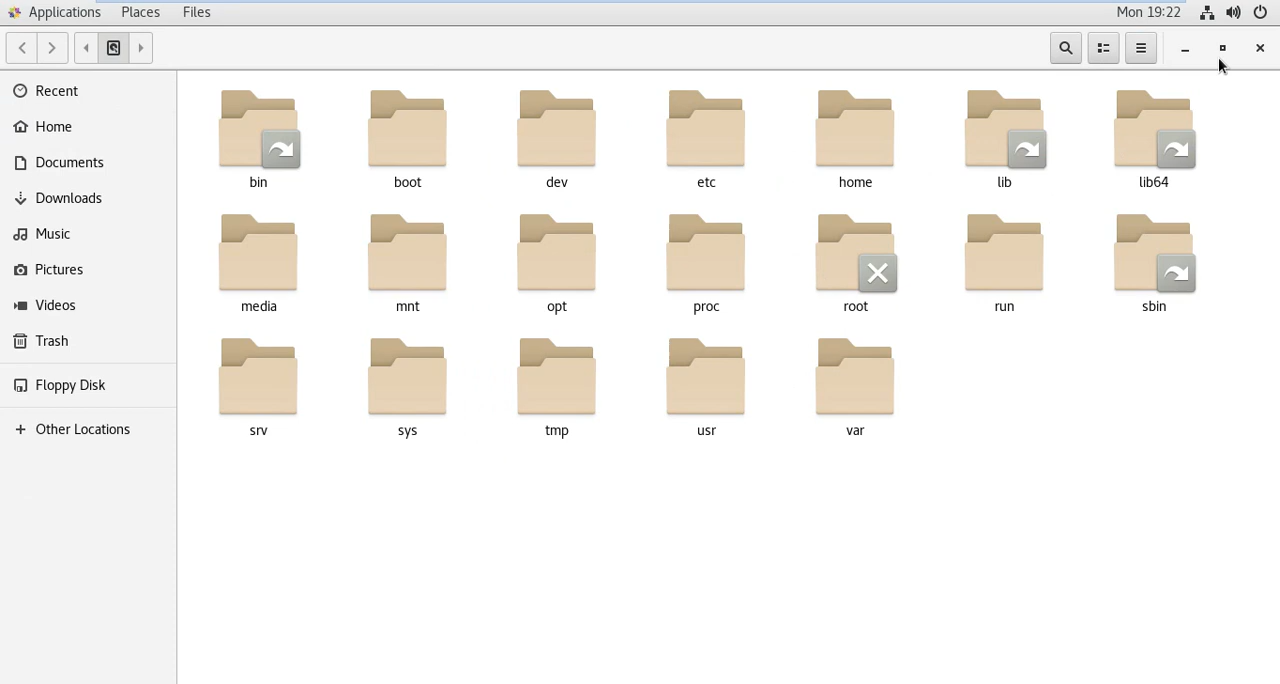 Applications Places Files Mon 19:22
Recent
Home
Documents
Downloads
Music
Pictures
Videos
Trash
Floppy Disk
Other Locations
bin boot dev etc home lib lib64
media mnt opt proc root run sbin
srv sys tmp usr var